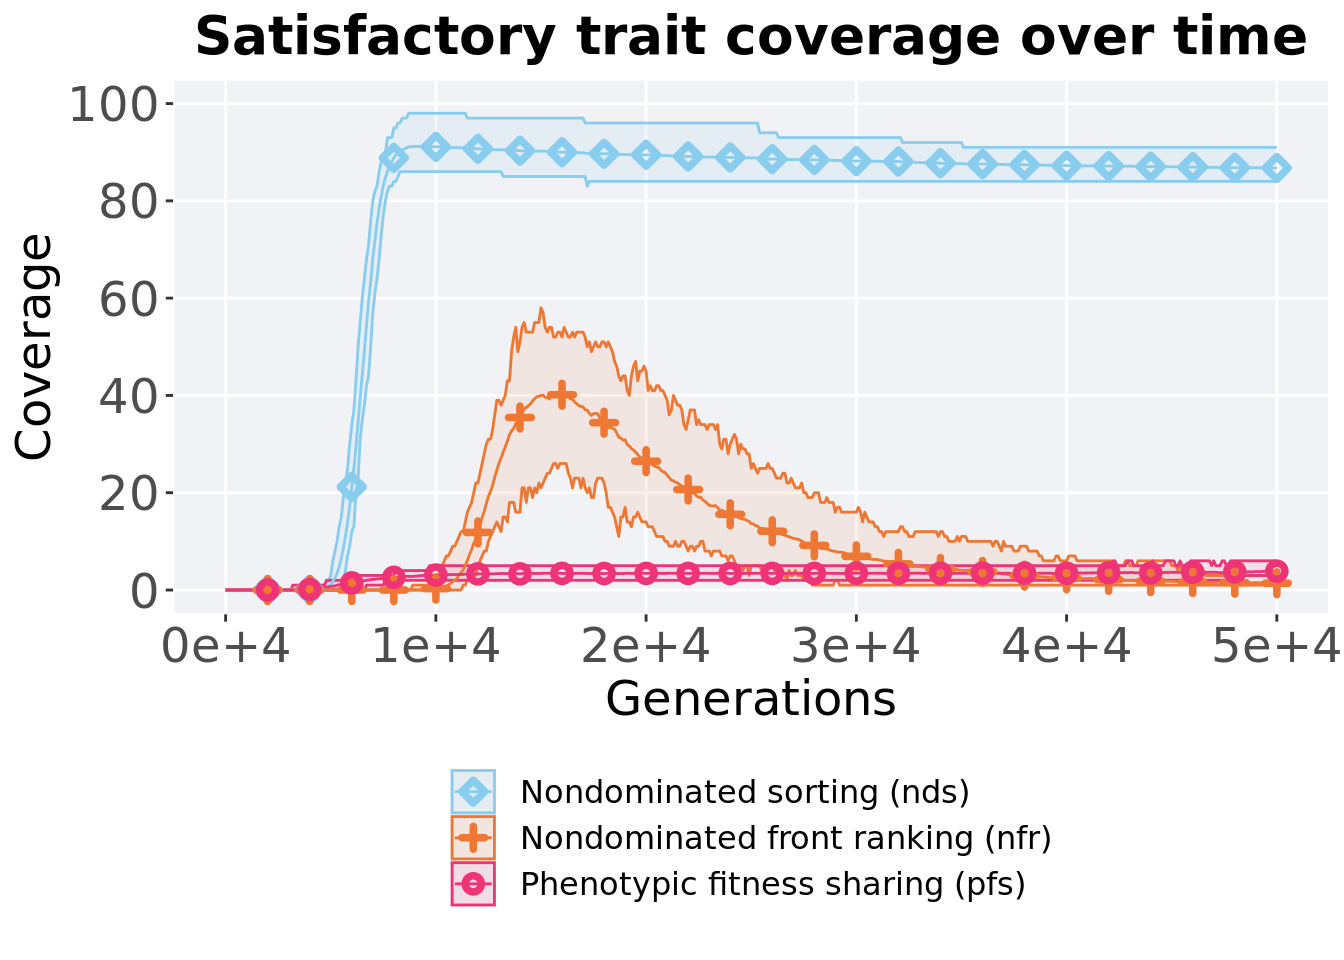 Satisfactory trait coverage over time
100
80
60
40
20
0
Coverage
0e+4 1e+4 2e+4 3e+4 4e+4 5e+4
Generations
Nondominated sorting (nds)
Nondominated front ranking (nfr)
Phenotypic fitness sharing (pfs)